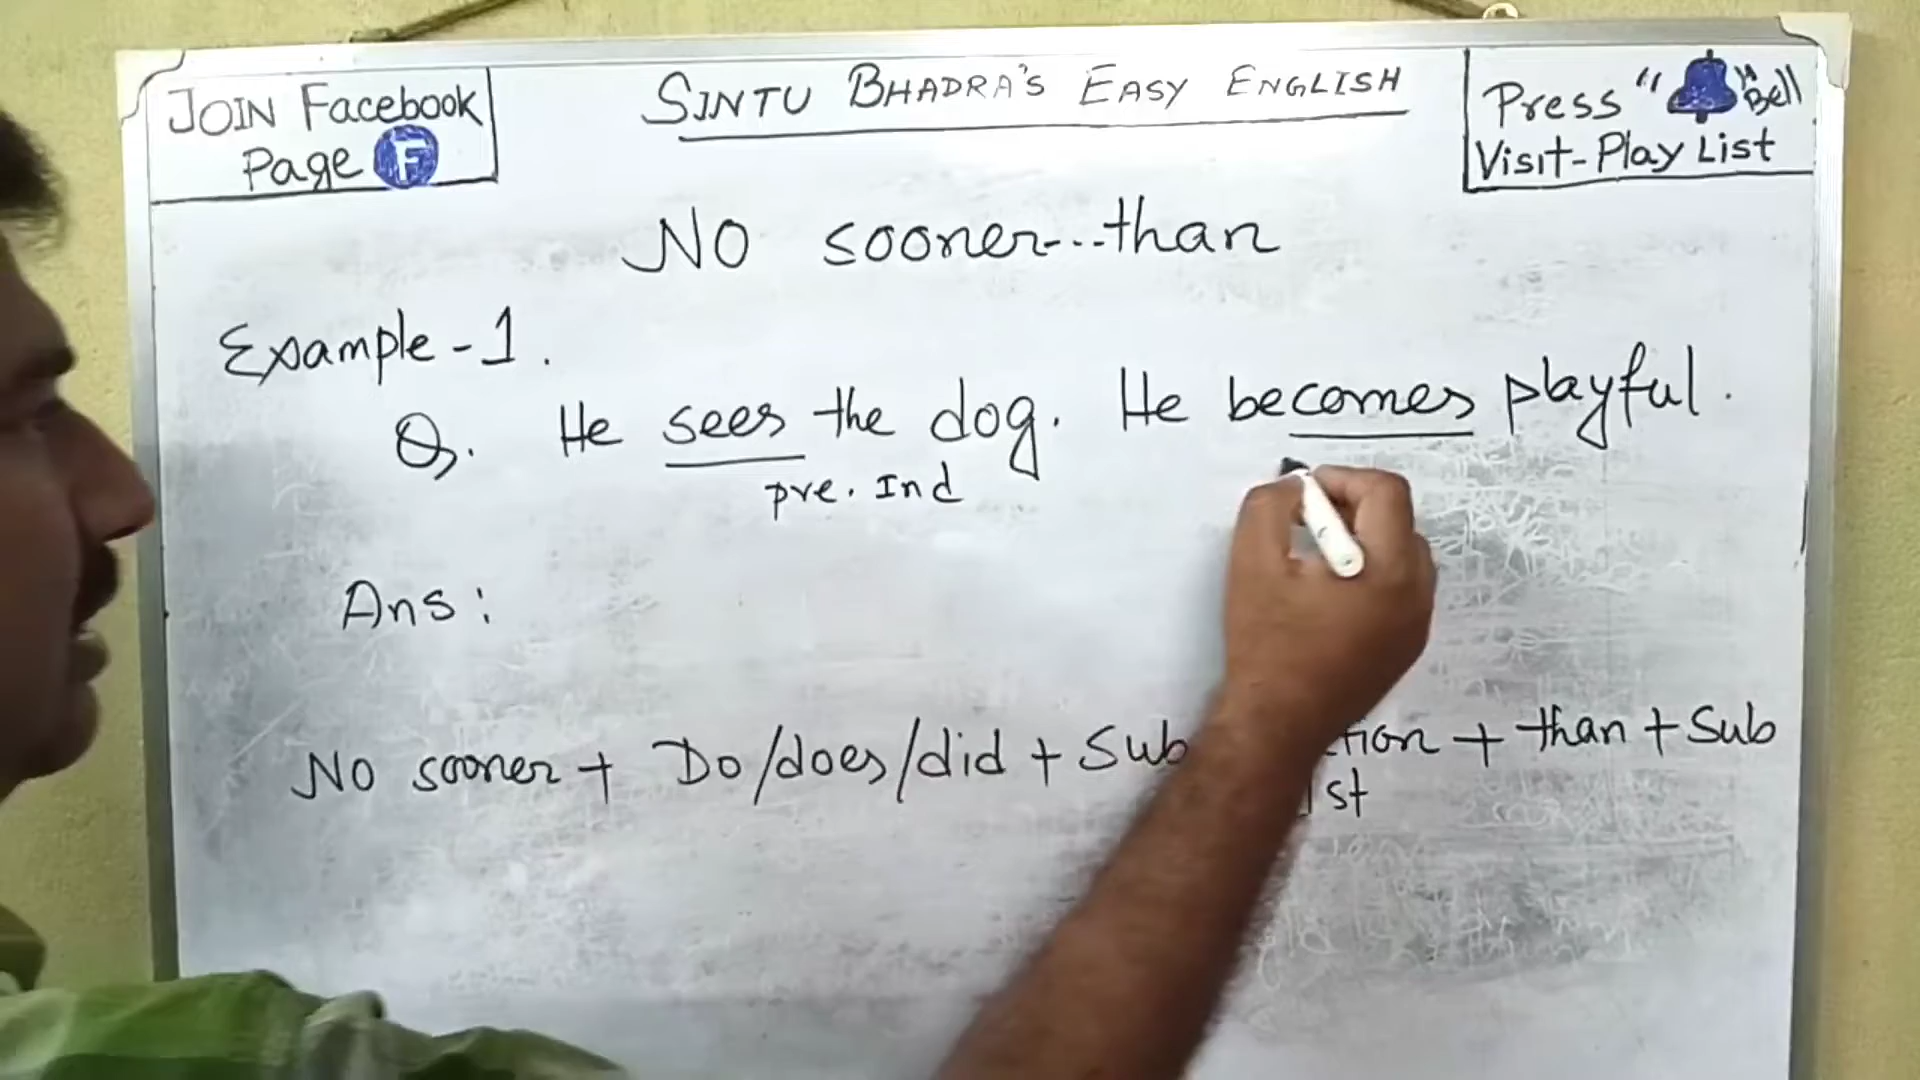 JOIN Facebook
Page F
SINTU BHADRA'S EASY ENGLISH
Press " " Bell
Visit-Play List
NO sooner...than
Example-1.
Q. He sees the dog. He becomes playful.
pre. Ind
Ans:
No sooner + Do/does/did + Sub + than + Sub
1st